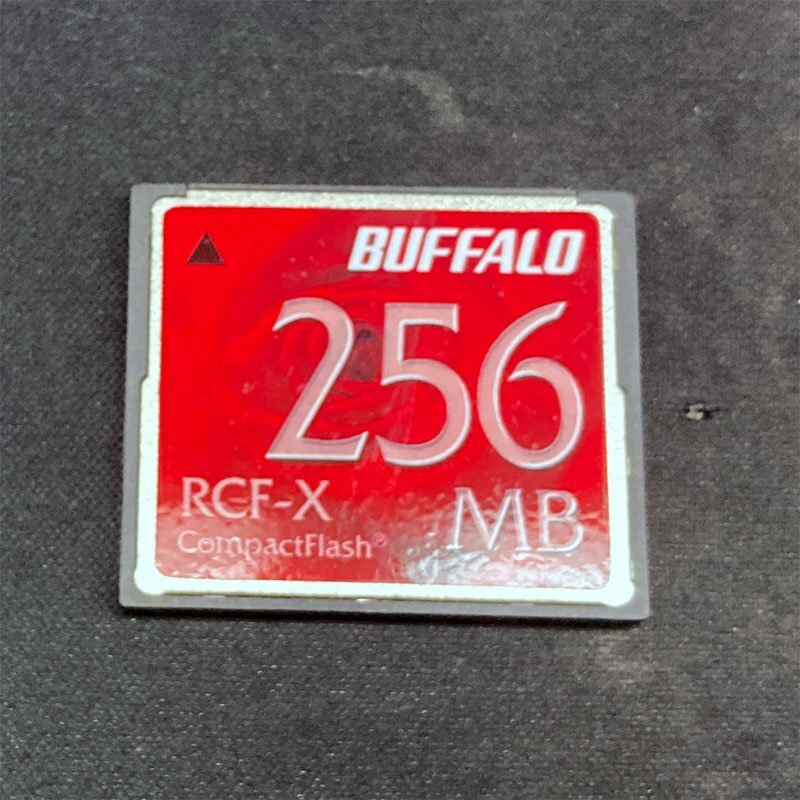 BUFFALO
256
MB
RCF-X
CompactFlash®